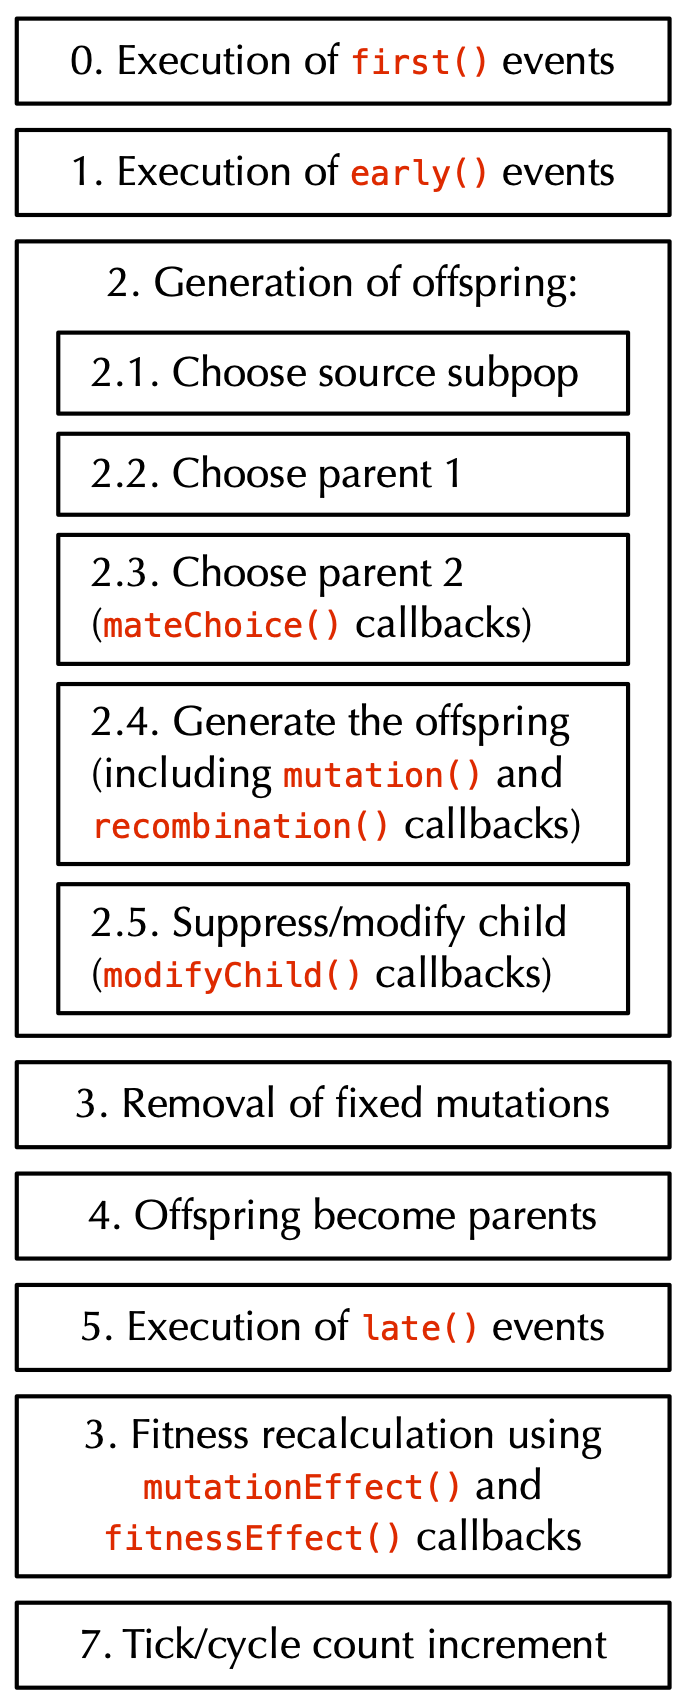 0. Execution of first() events
1. Execution of early() events
2. Generation of offspring:
2.1. Choose source subpop
2.2. Choose parent 1
2.3. Choose parent 2
(mateChoice() callbacks)
2.4. Generate the offspring
(including mutation() and
recombination() callbacks)
2.5. Suppress/modify child
(modifyChild() callbacks)
3. Removal of fixed mutations
4. Offspring become parents
5. Execution of late() events
3. Fitness recalculation using
mutationEffect() and
fitnessEffect() callbacks
7. Tick/cycle count increment